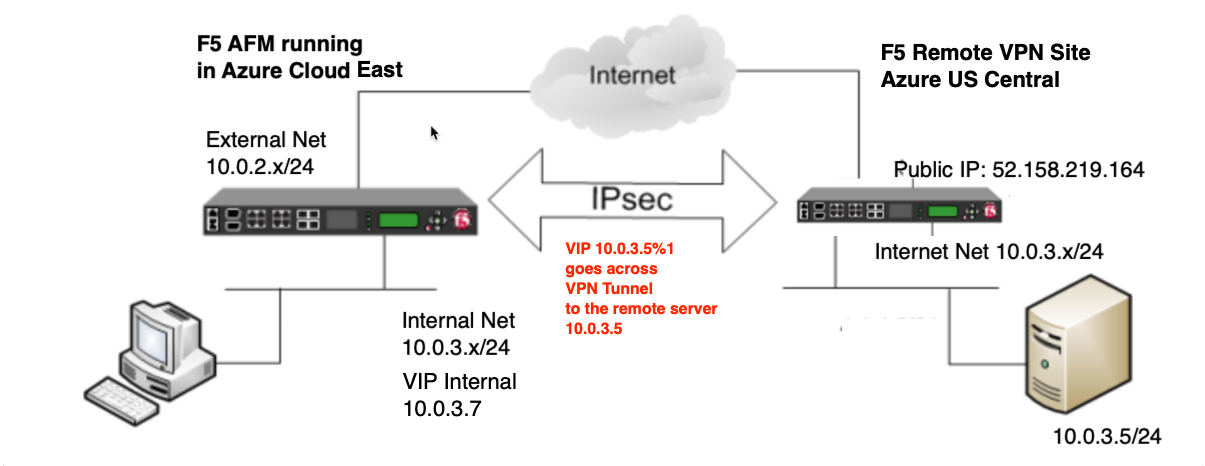 F5 AFM running
in Azure Cloud East
Internet
F5 Remote VPN Site
Azure US Central
External Net
10.0.2.x/24
Public IP: 52.158.219.164
IPsec
f5
f5
VIP 10.0.3.5%1
goes across
VPN Tunnel
to the remote server
10.0.3.5
Internet Net 10.0.3.x/24
Internal Net
10.0.3.x/24
VIP Internal
10.0.3.7
10.0.3.5/24